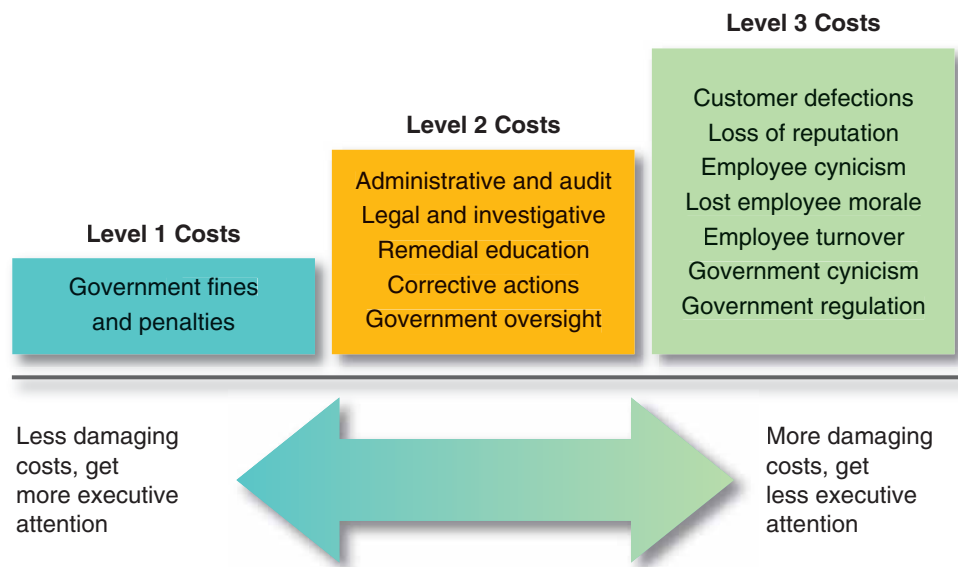 Level 1 Costs
Government fines
and penalties
Level 2 Costs
Administrative and audit
Legal and investigative
Remedial education
Corrective actions
Government oversight
Level 3 Costs
Customer defections
Loss of reputation
Employee cynicism
Lost employee morale
Employee turnover
Government cynicism
Government regulation
Less damaging
costs, get
more executive
attention
More damaging
costs, get
less executive
attention